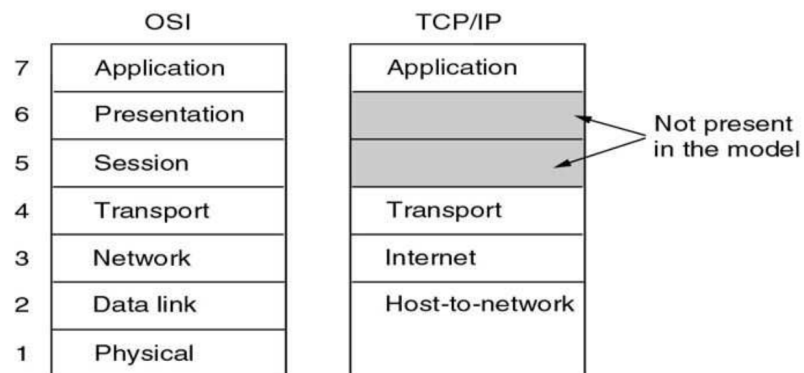 OSI TCP/IP
7 Application Application
6 Presentation
5 Session
Not present
in the model
4 Transport Transport
3 Network Internet
2 Data link Host-to-network
1 Physical